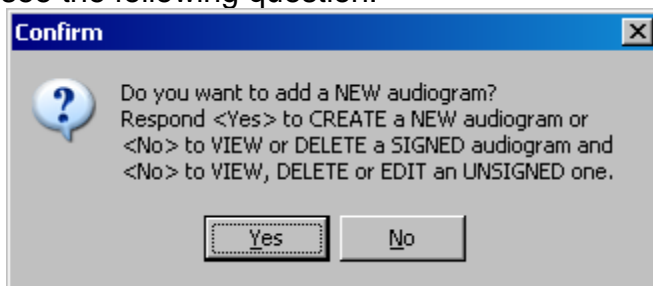 see the following question.
Confirm
Do you want to add a NEW audiogram?
Respond <Yes> to CREATE a NEW audiogram or
<No> to VIEW or DELETE a SIGNED audiogram and
<No> to VIEW, DELETE or EDIT an UNSIGNED one.
Yes No